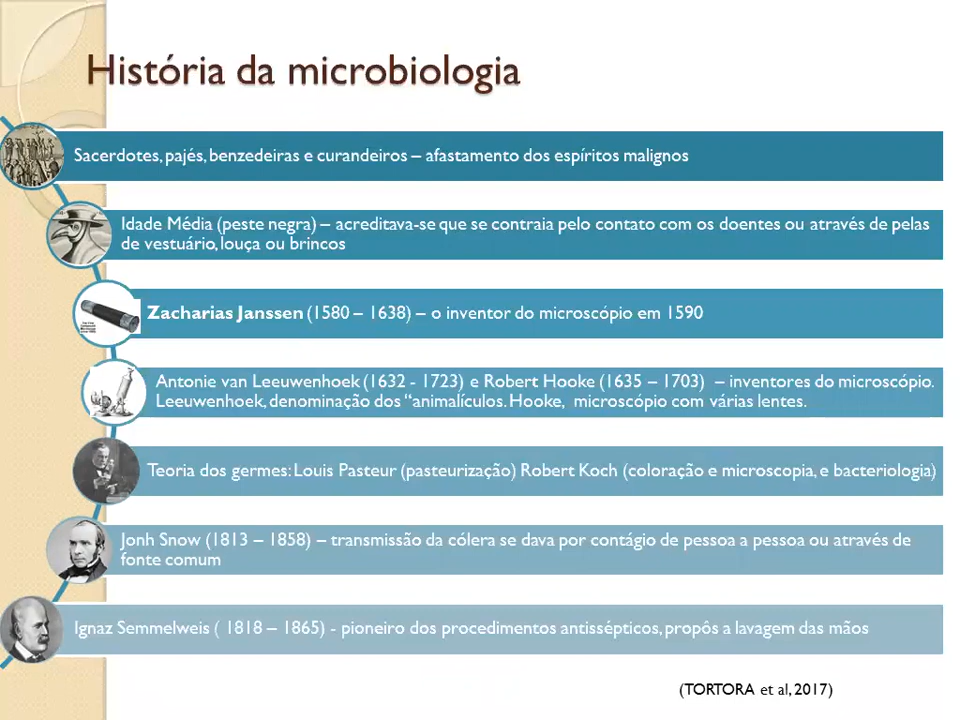 História da microbiologia
Sacerdotes, pajés, benzedeiras e curandeiros – afastamento dos espíritos malignos
Idade Média (peste negra) – acreditava-se que se contraia pelo contato com os doentes ou através de pelas
de vestuário, louça ou brincos
Zacharias Janssen (1580 – 1638) – o inventor do microscópio em 1590
Antonie van Leeuwenhoek (1632 - 1723) e Robert Hooke (1635 – 1703) – inventores do microscópio.
Leeuwenhoek, denominação dos “animalículos. Hooke, microscópio com várias lentes.
Teoria dos germes: Louis Pasteur (pasteurização) Robert Koch (coloração e microscopia, e bacteriologia)
Jonh Snow (1813 – 1858) – transmissão da cólera se dava por contágio de pessoa a pessoa ou através de
fonte comum
Ignaz Semmelweis ( 1818 – 1865) - pioneiro dos procedimentos antissépticos, propôs a lavagem das mãos
(TORTORA et al, 2017)